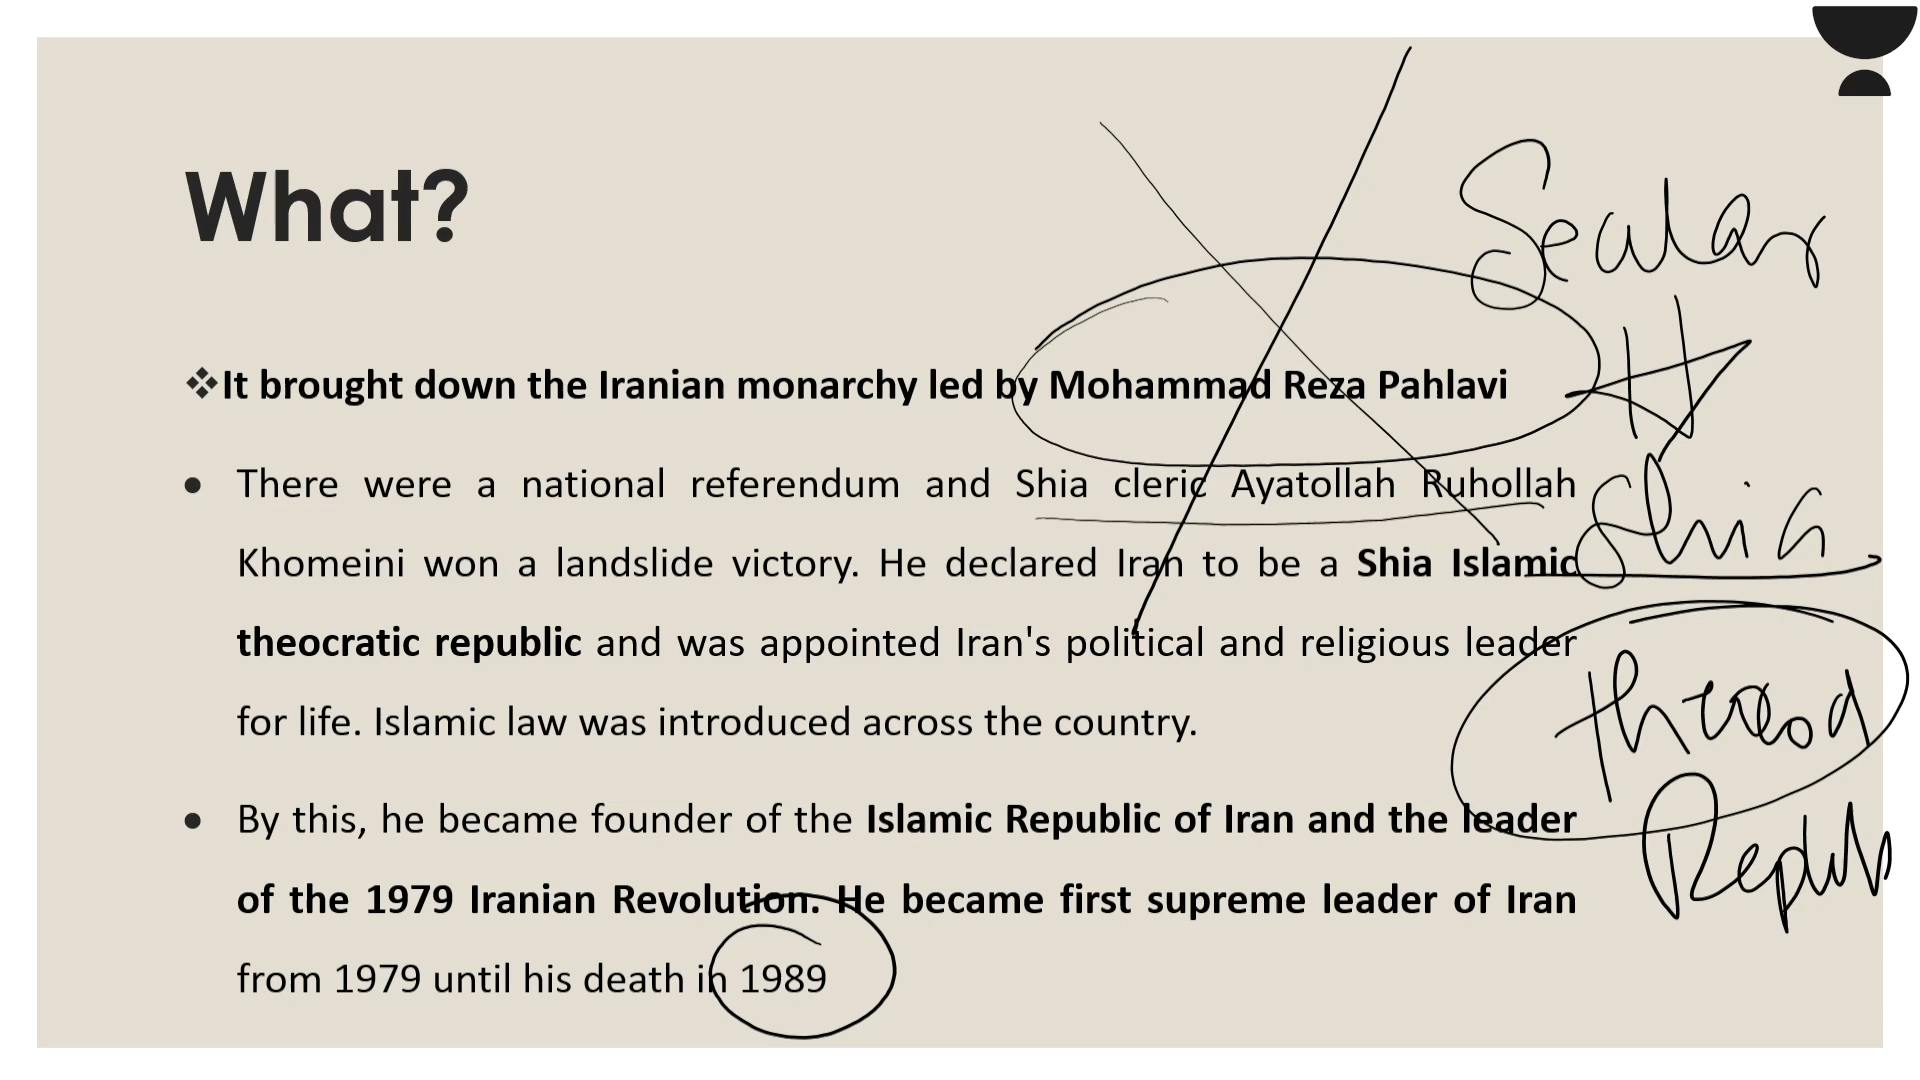 What?
❖It brought down the Iranian monarchy led by Mohammad Reza Pahlavi
• There were a national referendum and Shia cleric Ayatollah Ruhollah
Khomeini won a landslide victory. He declared Iran to be a Shia Islamic
theocratic republic and was appointed Iran's political and religious leader
for life. Islamic law was introduced across the country.
• By this, he became founder of the Islamic Republic of Iran and the leader
of the 1979 Iranian Revolution. He became first supreme leader of Iran
from 1979 until his death in 1989
Shia